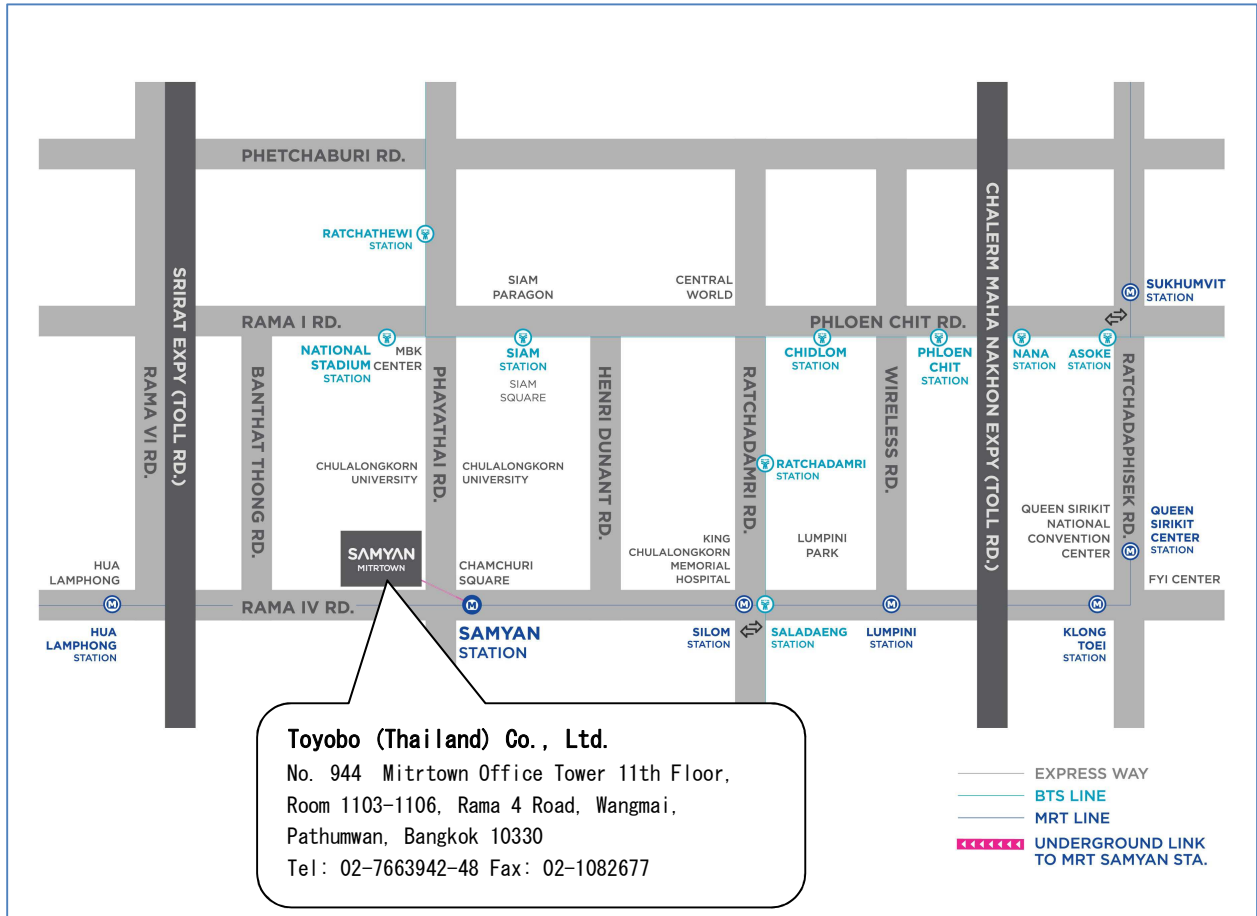 PHETCHABURI RD.
RATCHATHEWI
STATION
SRIRAT EXPY (TOLL RD.)
CHALERM MAHA NAKHON EXPY (TOLL RD.)
SIAM
PARAGON
CENTRAL
WORLD
SUKHUMVIT
STATION
RAMA I RD.
PHLOEN CHIT RD.
NATIONAL
STADIUM
STATION
MBK
CENTER
SIAM
STATION
SIAM
SQUARE
CHIDLOM
STATION
PHLOEN
CHIT
STATION
NANA
STATION
ASOKE
STATION
RAMA VI RD.
BANTHAT THONG RD.
PHAYATHAI RD.
HENRI DUNANT RD.
RATCHADAMRI RD.
WIRELESS RD.
RATCHADAPHISEK RD.
CHULALONGKORN
UNIVERSITY
CHULALONGKORN
UNIVERSITY
RATCHADAMRI
STATION
QUEEN SIRIKIT
NATIONAL
CONVENTION
CENTER
QUEEN
SIRIKIT
CENTER
STATION
HUA
LAMPHONG
SAMYAN
MITRTOWN
CHAMCHURI
SQUARE
KING
CHULALONGKORN
MEMORIAL
HOSPITAL
LUMPINI
PARK
FYI CENTER
M
M
M
M
M
M
M
RAMA IV RD.
HUA
LAMPHONG
STATION
SAMYAN
STATION
SILOM
STATION
SALADAENG
STATION
LUMPINI
STATION
KLONG
TOEI
STATION
Toyobo (Thailand) Co., Ltd.
No. 944 Mitrtown Office Tower 11th Floor,
Room 1103-1106, Rama 4 Road, Wangmai,
Pathumwan, Bangkok 10330
Tel: 02-7663942-48 Fax: 02-1082677
EXPRESS WAY
BTS LINE
MRT LINE
UNDERGROUND LINK
TO MRT SAMYAN STA.